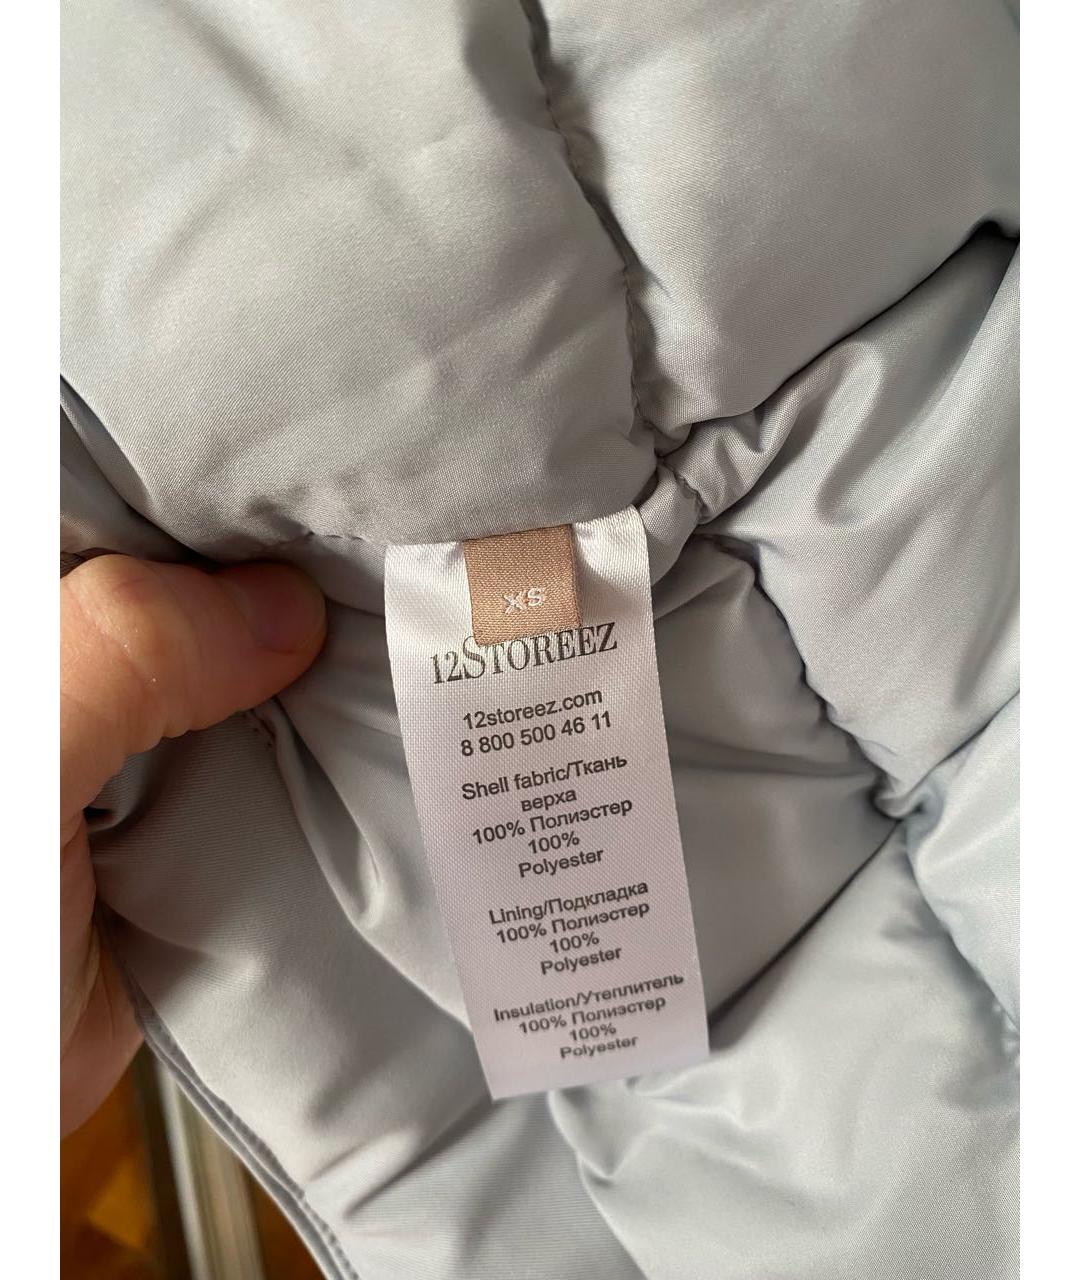 XS
12STOREEZ
12storeez.com
8 800 500 46 11
Shell fabric/Ткань
верха
100% Полиэстер
100%
Polyester
Lining/Подкладка
100% Полиэстер
100%
Polyester
Insulation/Утеплитель
100% Полиэстер
100%
Polyester